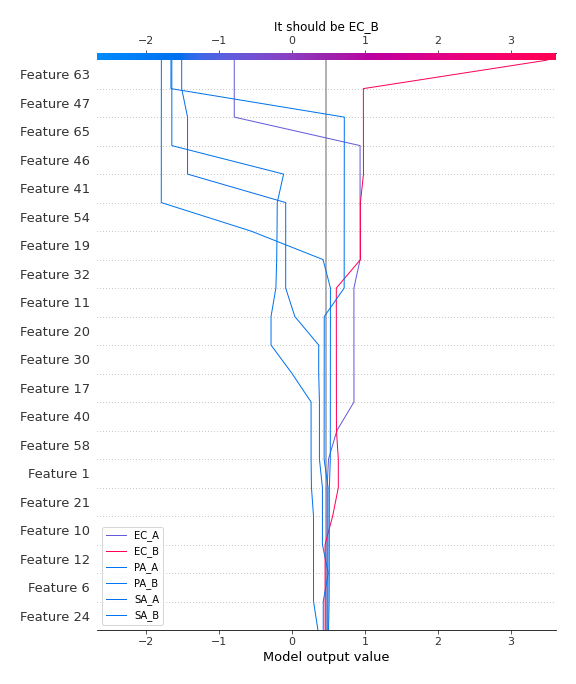 It should be EC_B
−2 −1 0 1 2 3
Feature 63
Feature 47
Feature 65
Feature 46
Feature 41
Feature 54
Feature 19
Feature 32
Feature 11
Feature 20
Feature 30
Feature 17
Feature 40
Feature 58
Feature 1
Feature 21
Feature 10
Feature 12
Feature 6
Feature 24
EC_A
EC_B
PA_A
PA_B
SA_A
SA_B
−2 −1 0 1 2 3
Model output value